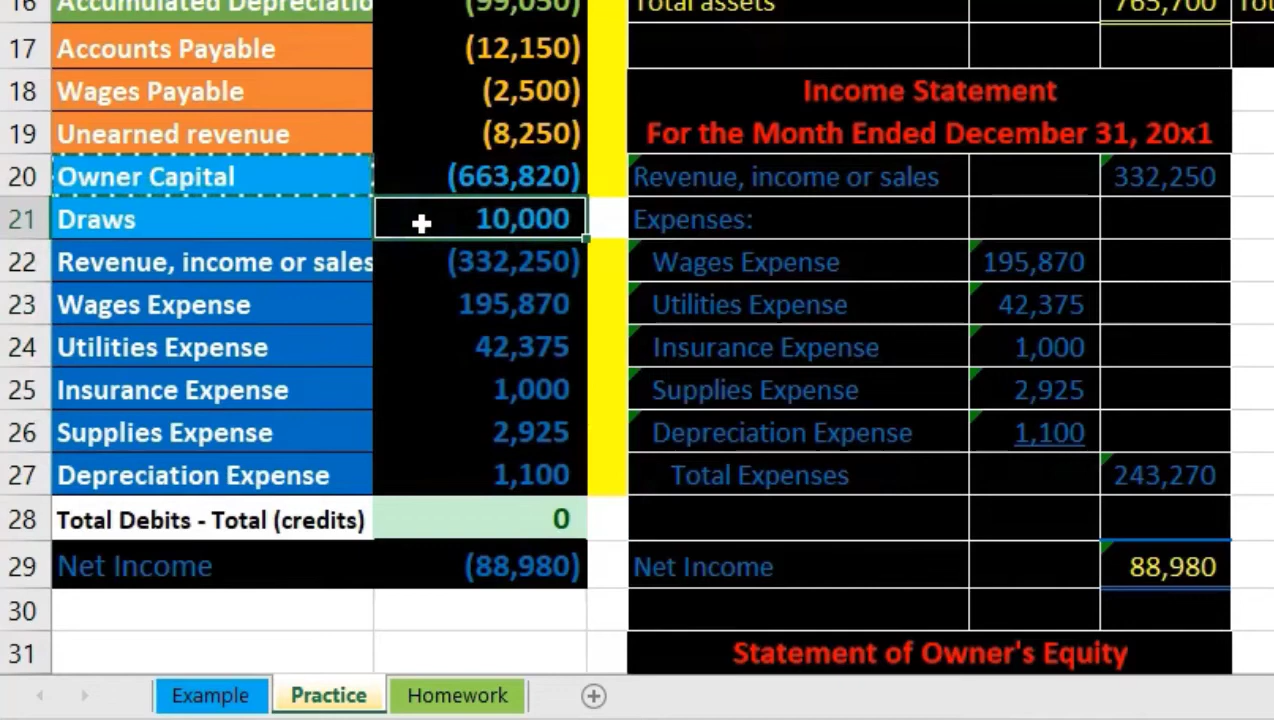 16 Accumulated Depreciatio (99,050) Total assets 765,700 Tot
17 Accounts Payable (12,150)
18 Wages Payable (2,500) Income Statement
19 Unearned revenue (8,250) For the Month Ended December 31, 20x1
20 Owner Capital (663,820) Revenue, income or sales 332,250
21 Draws 10,000 Expenses:
22 Revenue, income or sales (332,250) Wages Expense 195,870
23 Wages Expense 195,870 Utilities Expense 42,375
24 Utilities Expense 42,375 Insurance Expense 1,000
25 Insurance Expense 1,000 Supplies Expense 2,925
26 Supplies Expense 2,925 Depreciation Expense 1,100
27 Depreciation Expense 1,100 Total Expenses 243,270
28 Total Debits - Total (credits) 0
29 Net Income (88,980) Net Income 88,980
30
31 Statement of Owner's Equity
Example Practice Homework